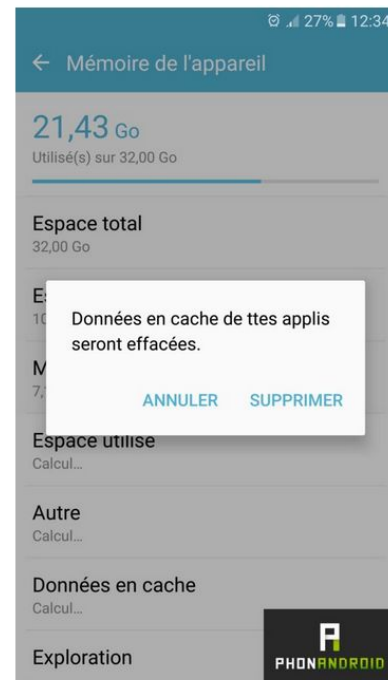 27% 12:34
Mémoire de l'appareil
21,43 Go
Utilisé(s) sur 32,00 Go
Espace total
32,00 Go
Données en cache de ttes applis
seront effacées.
ANNULER SUPPRIMER
Espace utilisé
Calcul...
Autre
Calcul...
Données en cache
Calcul...
Exploration
PHONANDROID